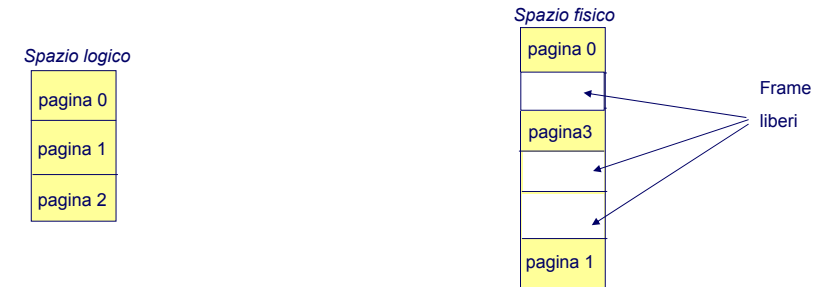 Spazio logico
pagina 0
pagina 1
pagina 2
Spazio fisico
pagina 0
pagina3
pagina 1
Frame
liberi